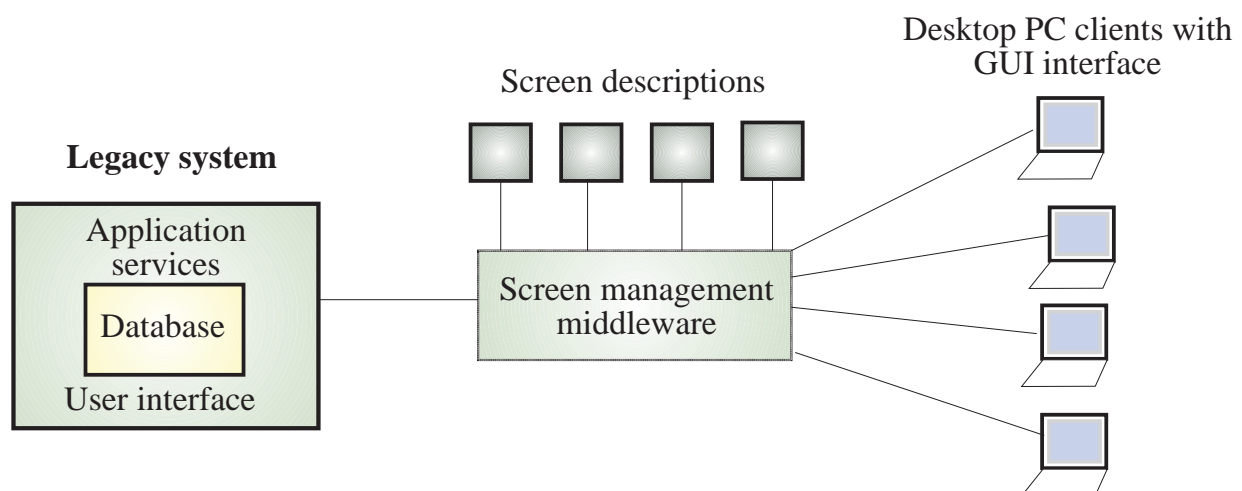 Desktop PC clients with
GUI interface
Screen descriptions
Legacy system
Application
services
Database
User interface
Screen management
middleware